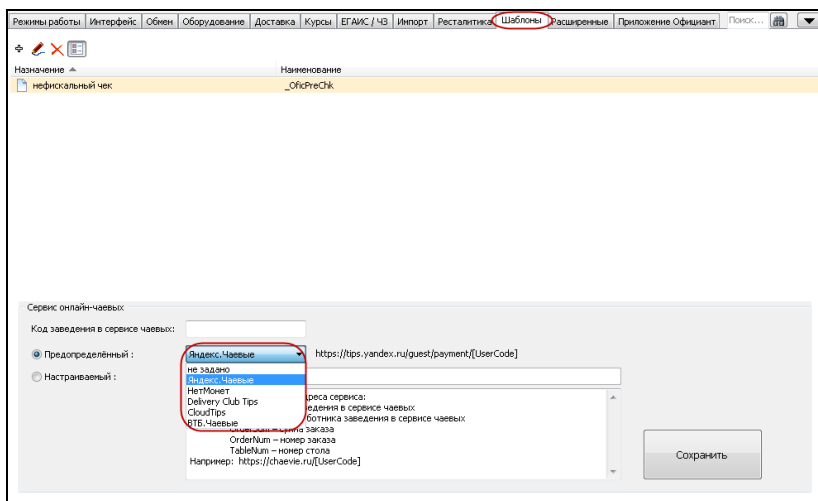 Режимы работы Интерфейс Обмен Оборудование Доставка Курсы ЕГАИС / ЧЗ Импорт Ресталитика Шаблоны Расширенные Приложение Официант Поиск...
Назначение Наименование
нефискальный чек _OficPreChk
Сервис онлайн-чаевых
Код заведения в сервисе чаевых:
Предопределённый : Яндекс.Чаевые https://tips.yandex.ru/guest/payment/[UserCode]
не задано
Настраиваемый : Яндекс.Чаевые
НетМонет
Delivery Club Tips реса сервиса:
CloudTips ведения в сервисе чаевых
ВТБ.Чаевые ботника заведения в сервисе чаевых
заказа
OrderNum – номер заказа
TableNum – номер стола
Например: https://chaevie.ru/[UserCode]
Сохранить